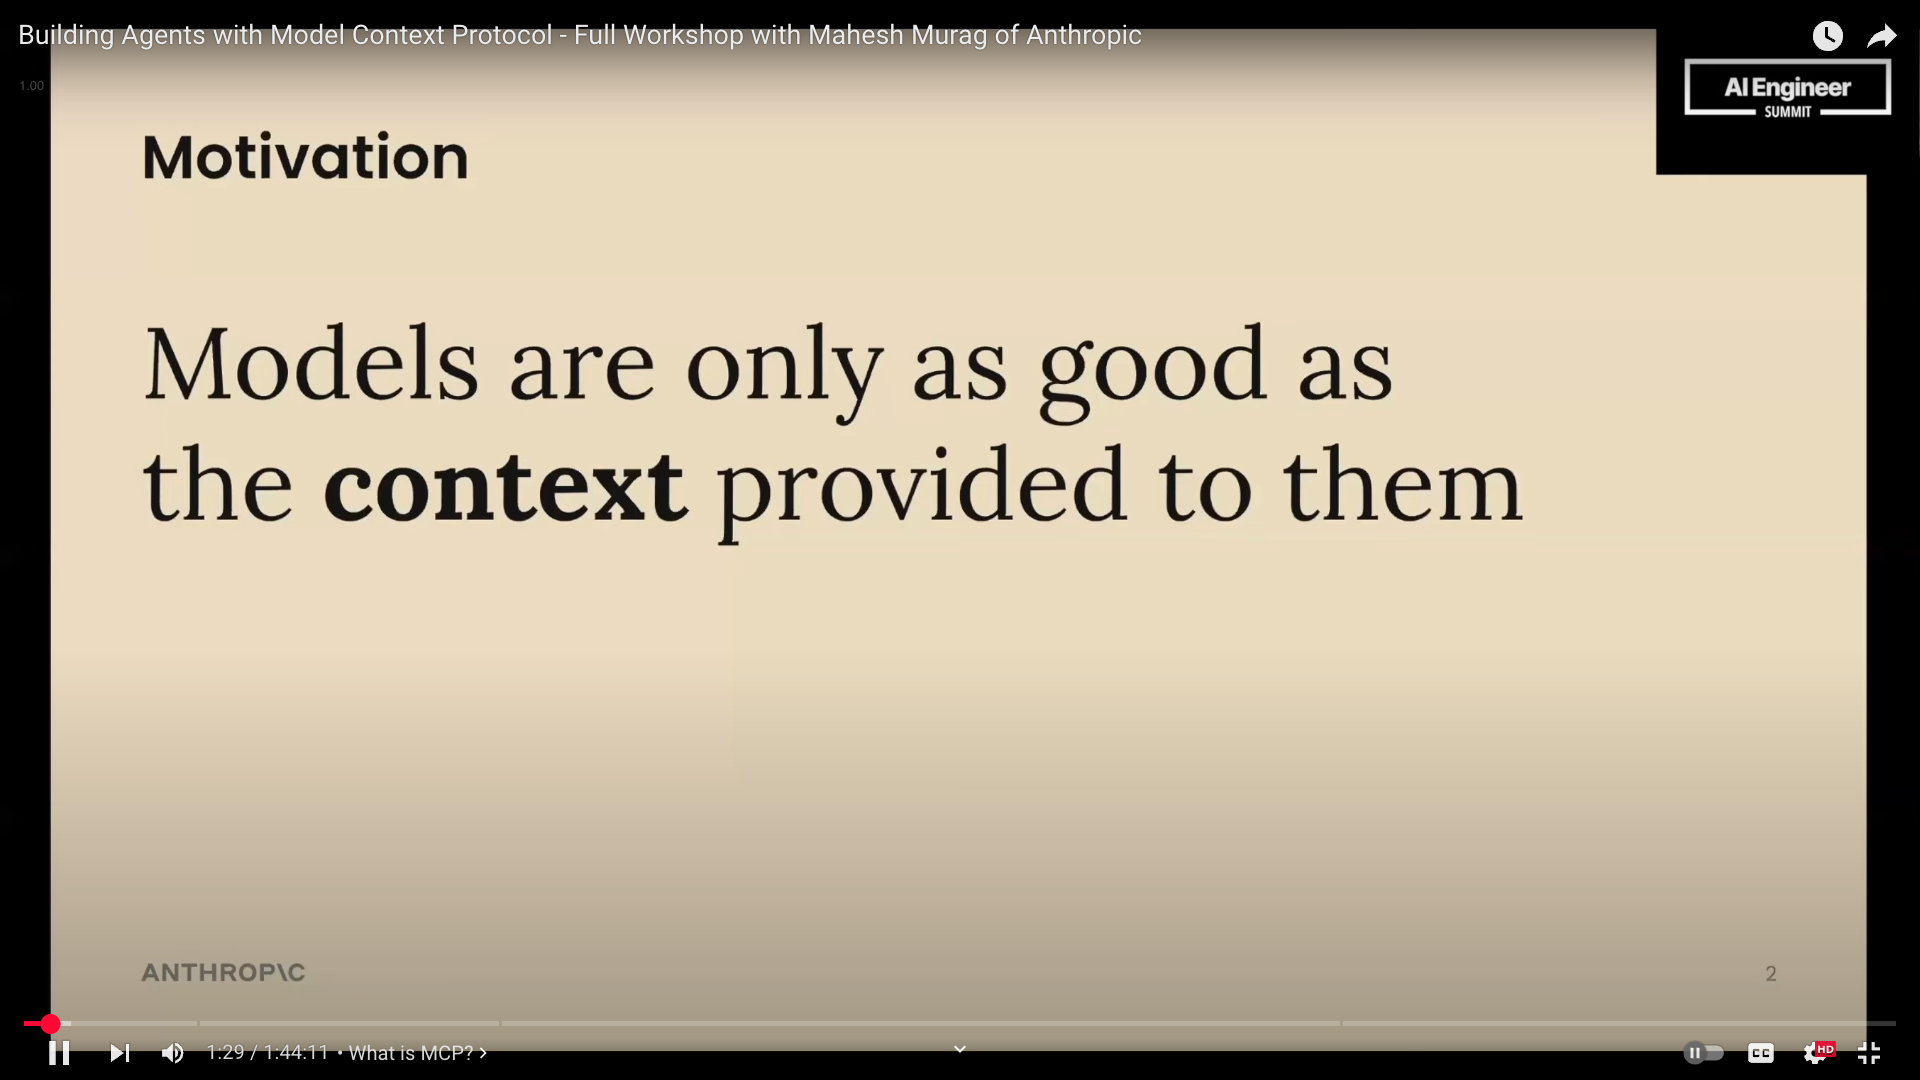 Building Agents with Model Context Protocol - Full Workshop with Mahesh Murag of Anthropic
1.00
AI Engineer
SUMMIT
Motivation
Models are only as good as
the context provided to them
ANTHROP\C
2
1:29 / 1:44:11 • What is MCP? ›
CC
HD